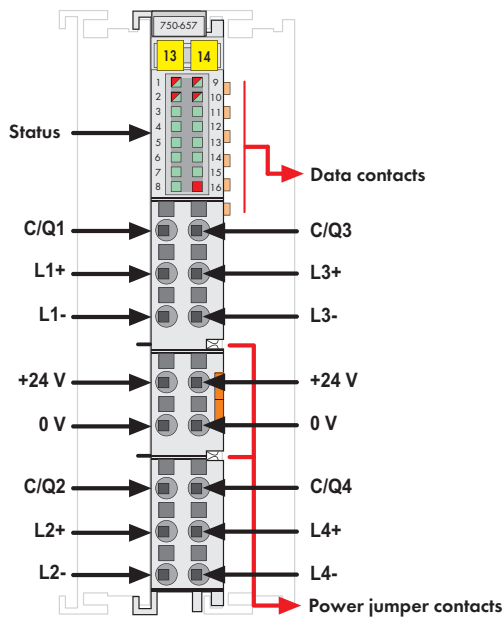 750-657
13 14
1 9
2 10
3 11
4 12
Status
5 13
6 14
7 15
8 16
Data contacts
C/Q1 C/Q3
L1+ L3+
L1- L3-
+24 V +24 V
0 V 0 V
C/Q2 C/Q4
L2+ L4+
L2- L4-
Power jumper contacts